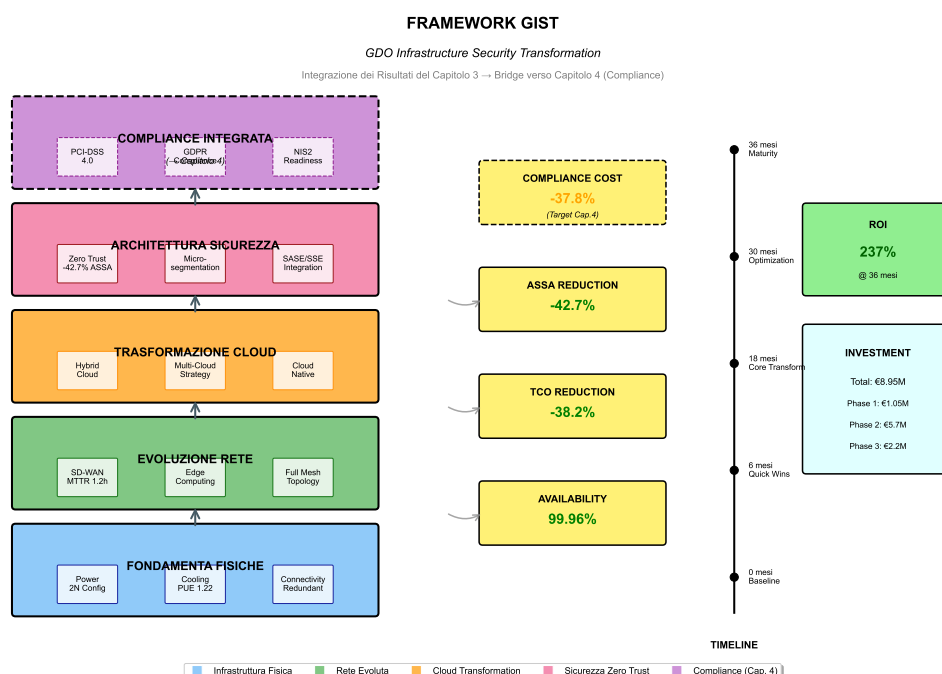 FRAMEWORK GIST
GDO Infrastructure Security Transformation
Integrazione dei Risultati del Capitolo 3 → Bridge verso Capitolo 4 (Compliance)
COMPLIANCE INTEGRATA
PCI-DSS
4.0
GDPR
NIS2
Readiness
ARCHITETTURA SICUREZZA
Zero Trust
-42.7% ASSA
Micro-
segmentation
SASE/SSE
Integration
TRASFORMAZIONE CLOUD
Hybrid
Cloud
Multi-Cloud
Strategy
Cloud
Native
EVOLUZIONE RETE
SD-WAN
MTTR 1.2h
Edge
Computing
Full Mesh
Topology
FONDAMENTA FISICHE
Power
2N Config
Cooling
PUE 1.22
Connectivity
Redundant
COMPLIANCE COST
-37.8%
(Target Cap.4)
ASSA REDUCTION
-42.7%
TCO REDUCTION
-38.2%
AVAILABILITY
99.96%
36 mesi
Maturity
30 mesi
Optimization
18 mesi
Core Transform
6 mesi
Quick Wins
0 mesi
Baseline
TIMELINE
ROI
237%
@ 36 mesi
INVESTMENT
Total: €8.95M
Phase 1: €1.05M
Phase 2: €5.7M
Phase 3: €2.2M
Infrastruttura Fisica
Rete Evoluta
Cloud Transformation
Sicurezza Zero Trust
Compliance (Cap. 4)